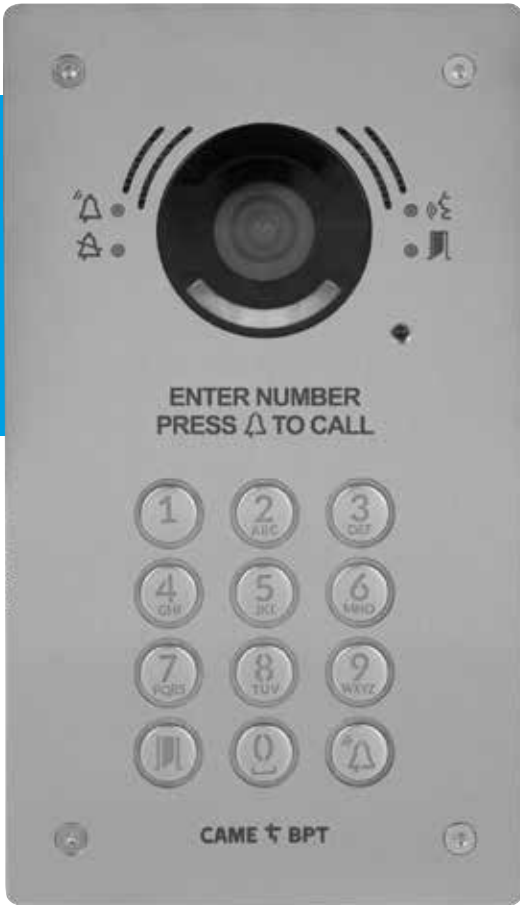 ENTER NUMBER
PRESS TO CALL
1 2 ABC 3 DEF
4 GHI 5 JKL 6 MNO
7 PQRS 8 TUV 9 WXYZ
0
CAME BPT